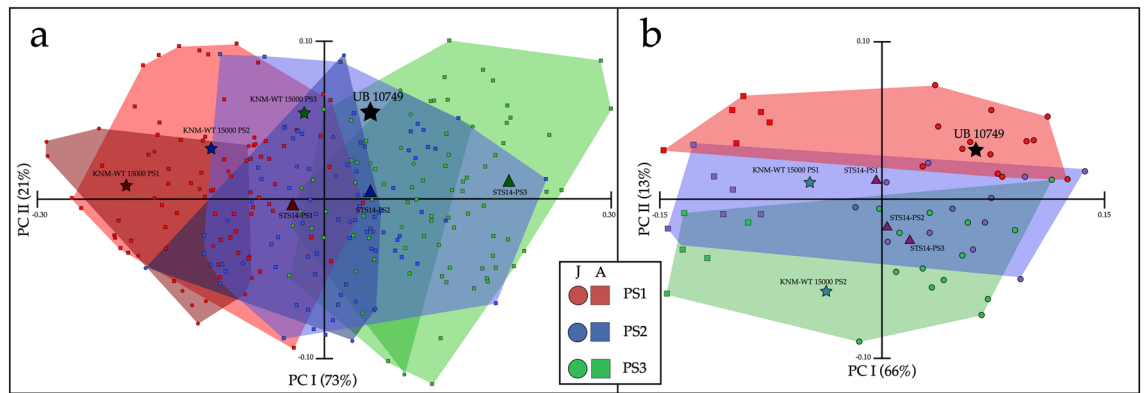 a
0.10
KNM-WT 15000 PS3
UB 10749
KNM-WT 15000 PS2
KNM-WT 15000 PS1
STS14-PS3
STS14-PS2
STS14-PS1
-0.30
0.30
PC II (21%)
-0.10
PC I (73%)
J A
PS1
PS2
PS3
b
0.10
UB 10749
KNM-WT 15000 PS1
STS14-PS1
-0.15
0.15
PC II (13%)
STS14-PS2
STS14-PS3
KNM-WT 15000 PS2
-0.10
PC I (66%)